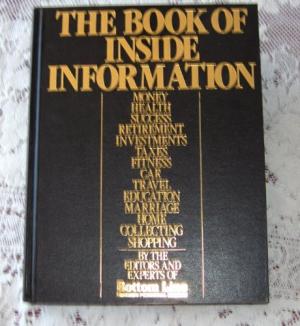 THE BOOK OF
INSIDE
INFORMATION
MONEY
HEALTH
SUCCESS
RETIREMENT
INVESTMENTS
TAXES
FITNESS
CAR
TRAVEL
EDUCATION
MARRIAGE
HOME
COLLECTING
SHOPPING
BY THE
EDITORS AND
EXPERTS OF
Bottom Line